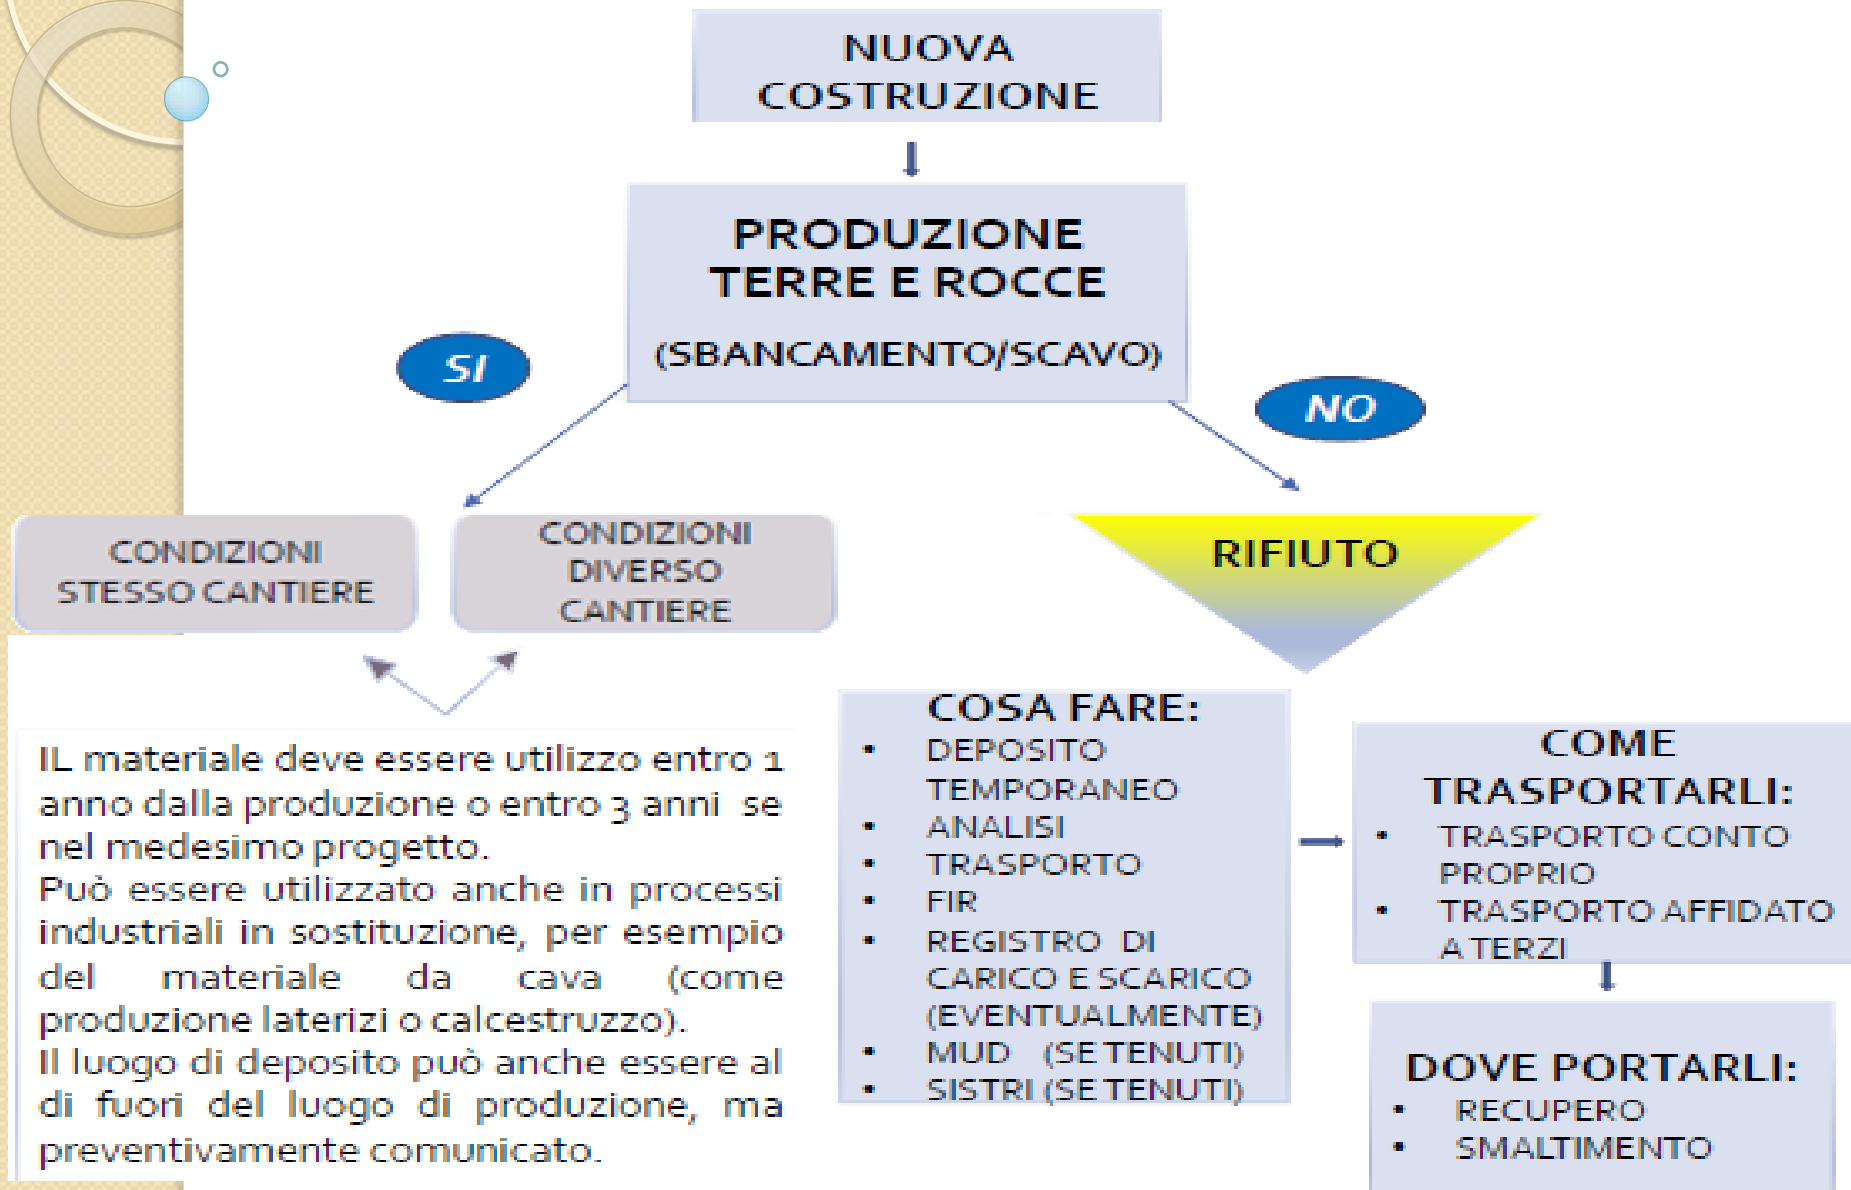 NUOVA
COSTRUZIONE
PRODUZIONE
TERRE E ROCCE
(SBANCAMENTO/SCAVO)
SI
NO
CONDIZIONI
STESSO CANTIERE
CONDIZIONI
DIVERSO
CANTIERE
RIFIUTO
IL materiale deve essere utilizzo entro 1
anno dalla produzione o entro 3 anni se
nel medesimo progetto.
Può essere utilizzato anche in processi
industriali in sostituzione, per esempio
del materiale da cava (come
produzione laterizi o calcestruzzo).
Il luogo di deposito può anche essere al
di fuori del luogo di produzione, ma
preventivamente comunicato.
COSA FARE:
• DEPOSITO
TEMPORANEO
• ANALISI
• TRASPORTO
• FIR
• REGISTRO DI
CARICO E SCARICO
(EVENTUALMENTE)
• MUD (SE TENUTI)
• SISTRI (SE TENUTI)
COME
TRASPORTARLI:
• TRASPORTO CONTO
PROPRIO
• TRASPORTO AFFIDATO
A TERZI
DOVE PORTARLI:
• RECUPERO
• SMALTIMENTO